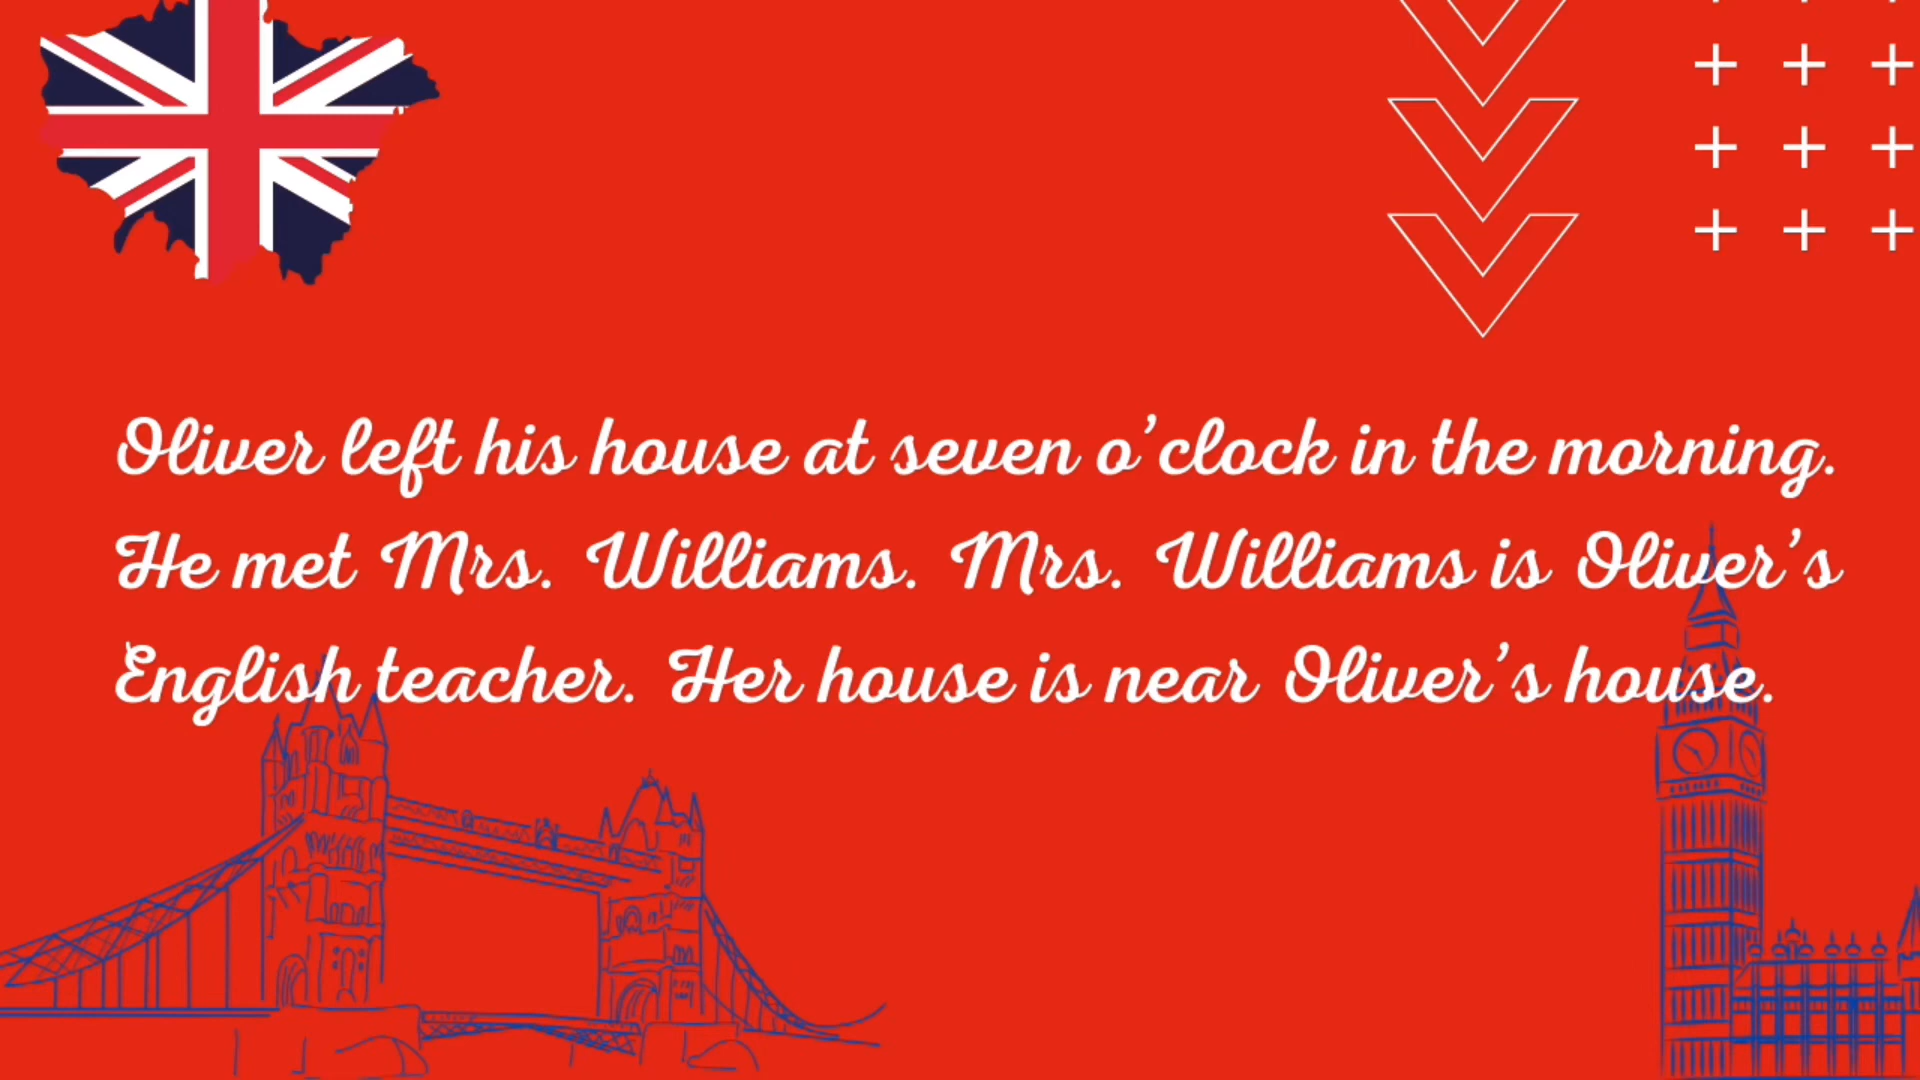 Oliver left his house at seven o’clock in the morning.
He met Mrs. Williams. Mrs. Williams is Oliver’s
English teacher. Her house is near Oliver’s house.